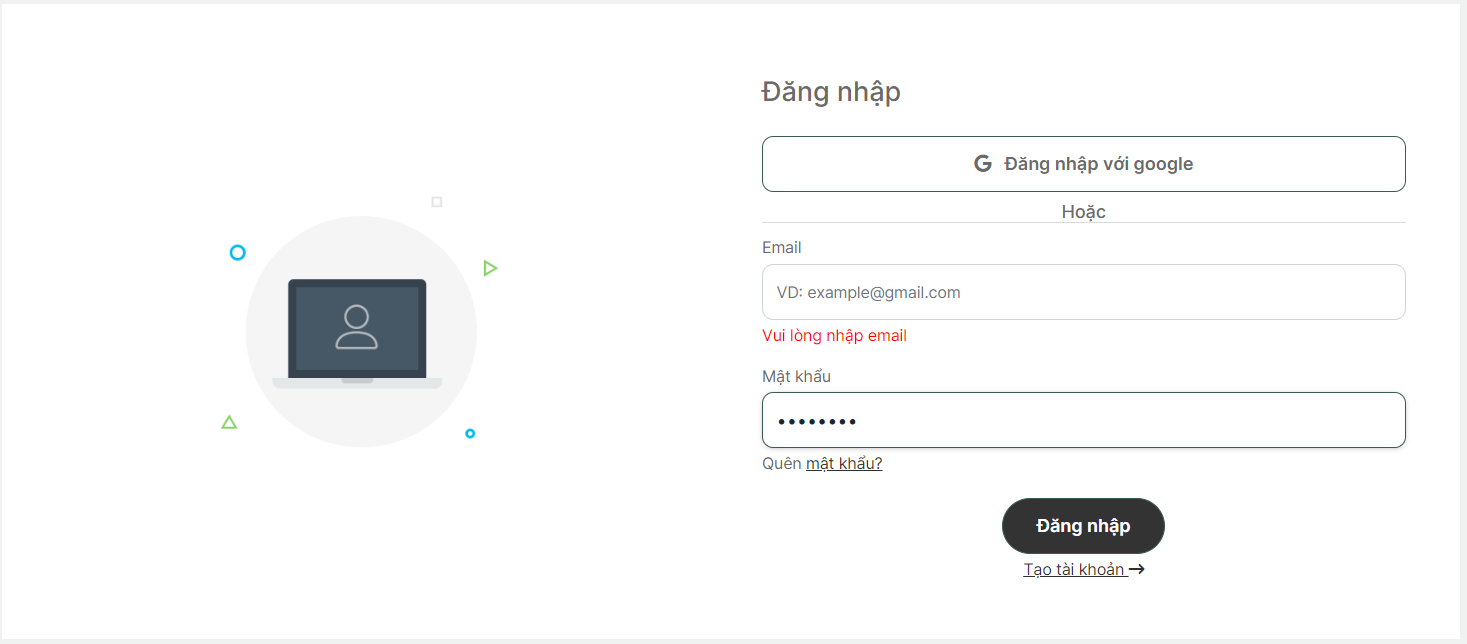 Đăng nhập
G Đăng nhập với google
Hoặc
Email
VD: example@gmail.com
Vui lòng nhập email
Mật khẩu
••••••••
Quên mật khẩu?
Đăng nhập
Tạo tài khoản →